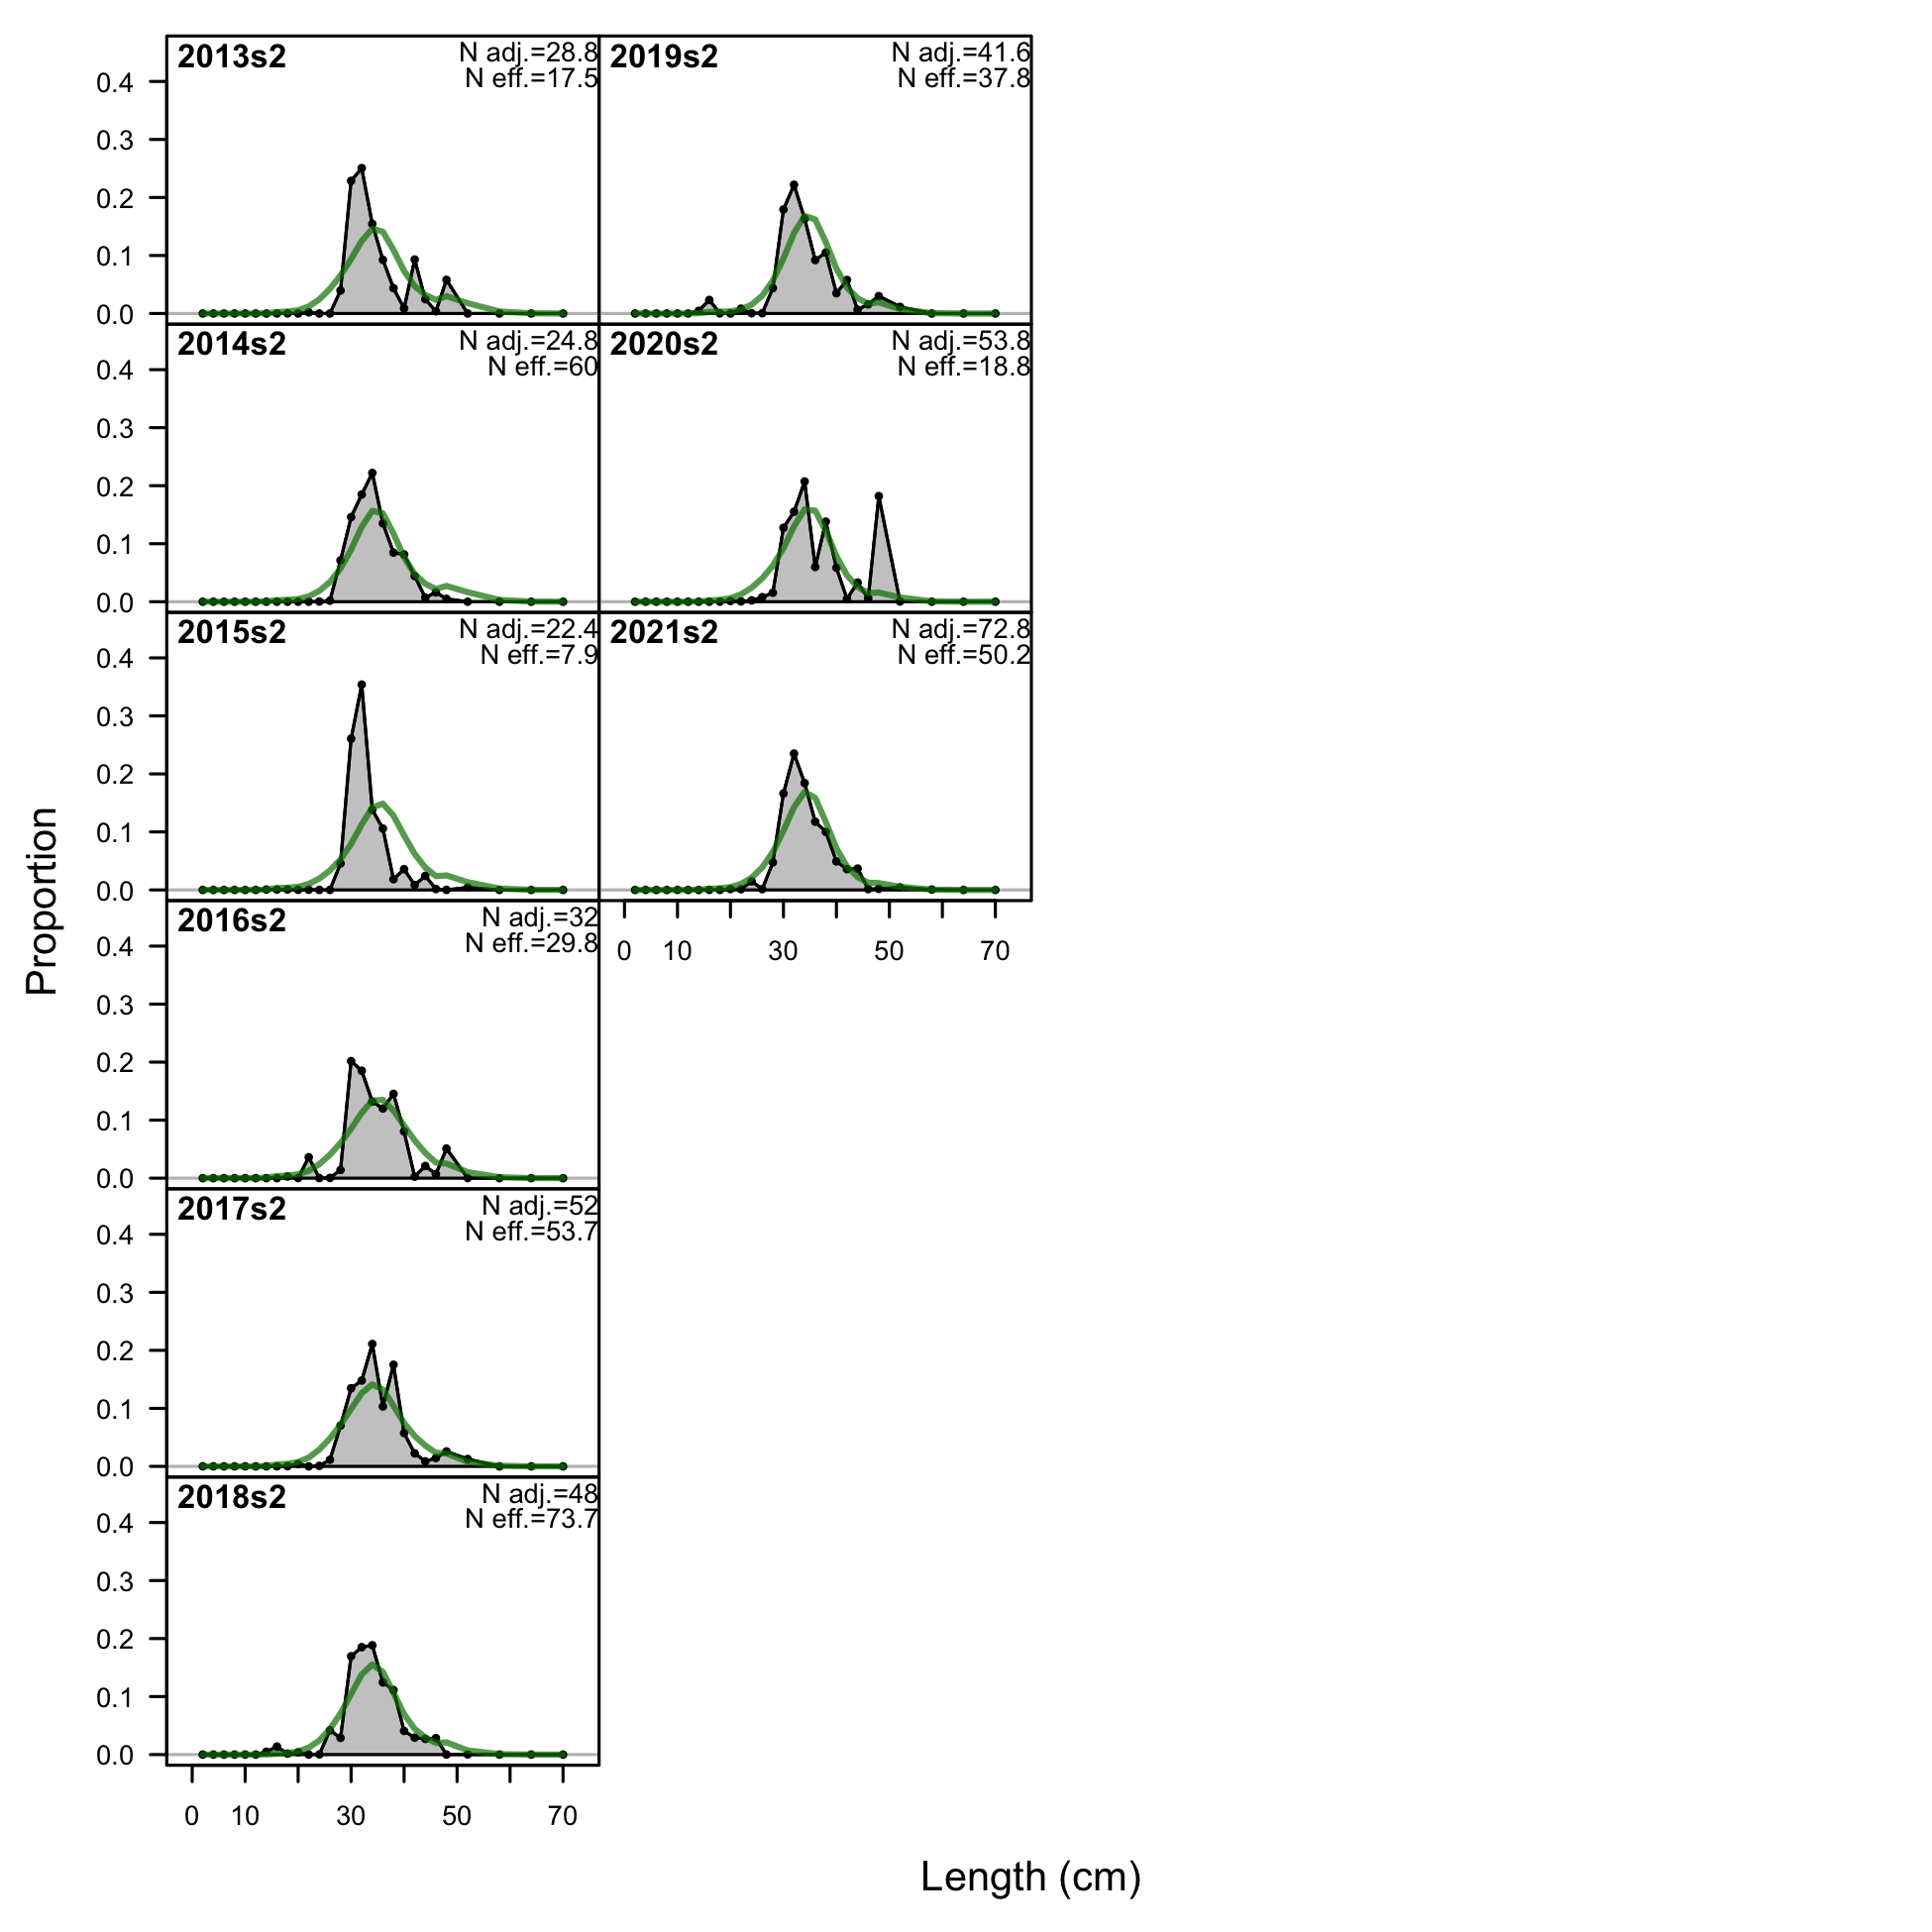 2013s2
N adj.=28.8
N eff.=17.5
0.4
0.3
0.2
0.1
0.0
2014s2
N adj.=24.8
N eff.=60
0.4
0.3
0.2
0.1
0.0
2015s2
N adj.=22.4
N eff.=7.9
0.4
0.3
0.2
0.1
0.0
2016s2
N adj.=32
N eff.=29.8
0.4
0.3
0.2
0.1
0.0
2017s2
N adj.=52
N eff.=53.7
0.4
0.3
0.2
0.1
0.0
2018s2
N adj.=48
N eff.=73.7
0.4
0.3
0.2
0.1
0.0
0 10 30 50 70
2019s2
N adj.=41.6
N eff.=37.8
2020s2
N adj.=53.8
N eff.=18.8
2021s2
N adj.=72.8
N eff.=50.2
0 10 30 50 70
Proportion
Length (cm)